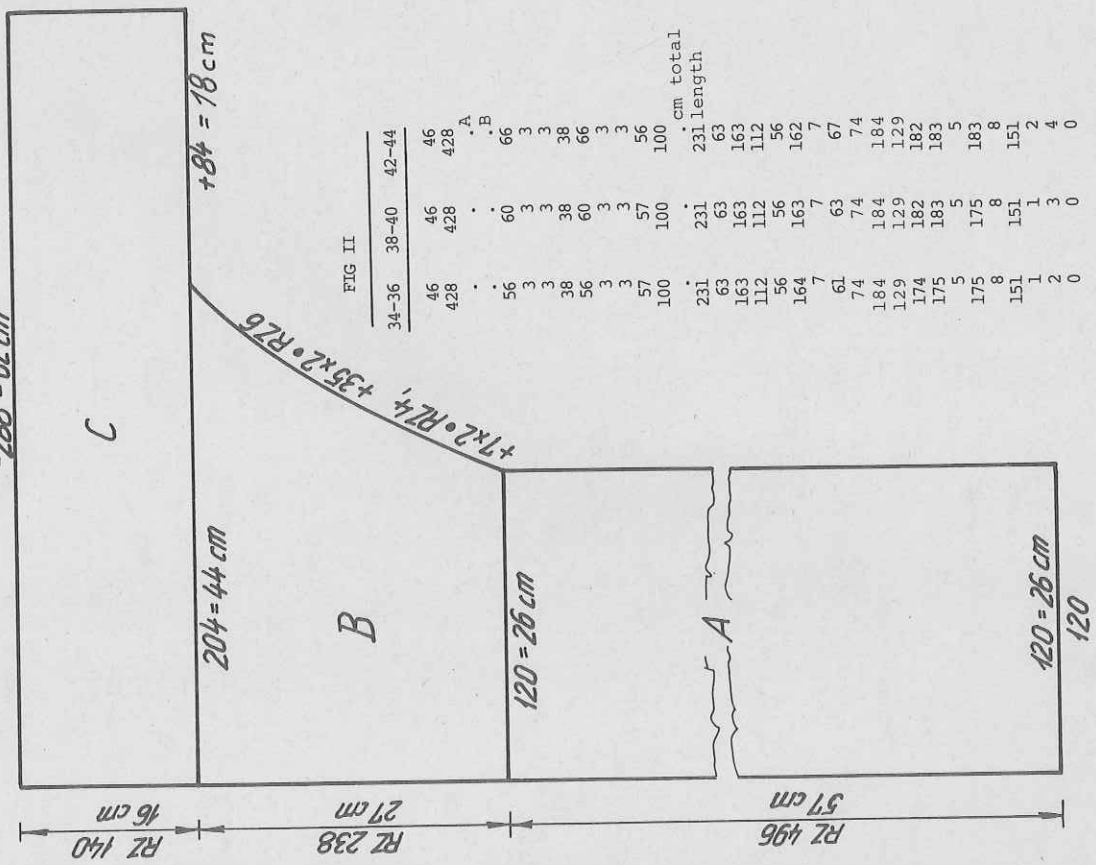 cm
C
RZ 140
16 cm
+84 = 18 cm
204 = 44 cm
+7x2•RZ4, +35x2•RZ6
B
RZ 238
27 cm
120 = 26 cm
A
RZ 496
57 cm
120 = 26 cm
120
FIG II
34-36 38-40 42-44
46 46 46
428 428 428
. . .A
. . .B
56 60 66
3 3 3
3 3 3
38 38 38
56 60 66
3 3 3
3 3 3
57 57 56
100 100 100
. . . cm total
231 231 231 length
63 63 63
163 163 163
112 112 112
56 56 56
164 163 162
7 7 7
61 63 67
74 74 74
184 184 184
129 129 129
174 182 182
175 183 183
5 5 5
175 175 183
8 8 8
151 151 151
1 1 2
2 3 4
0 0 0